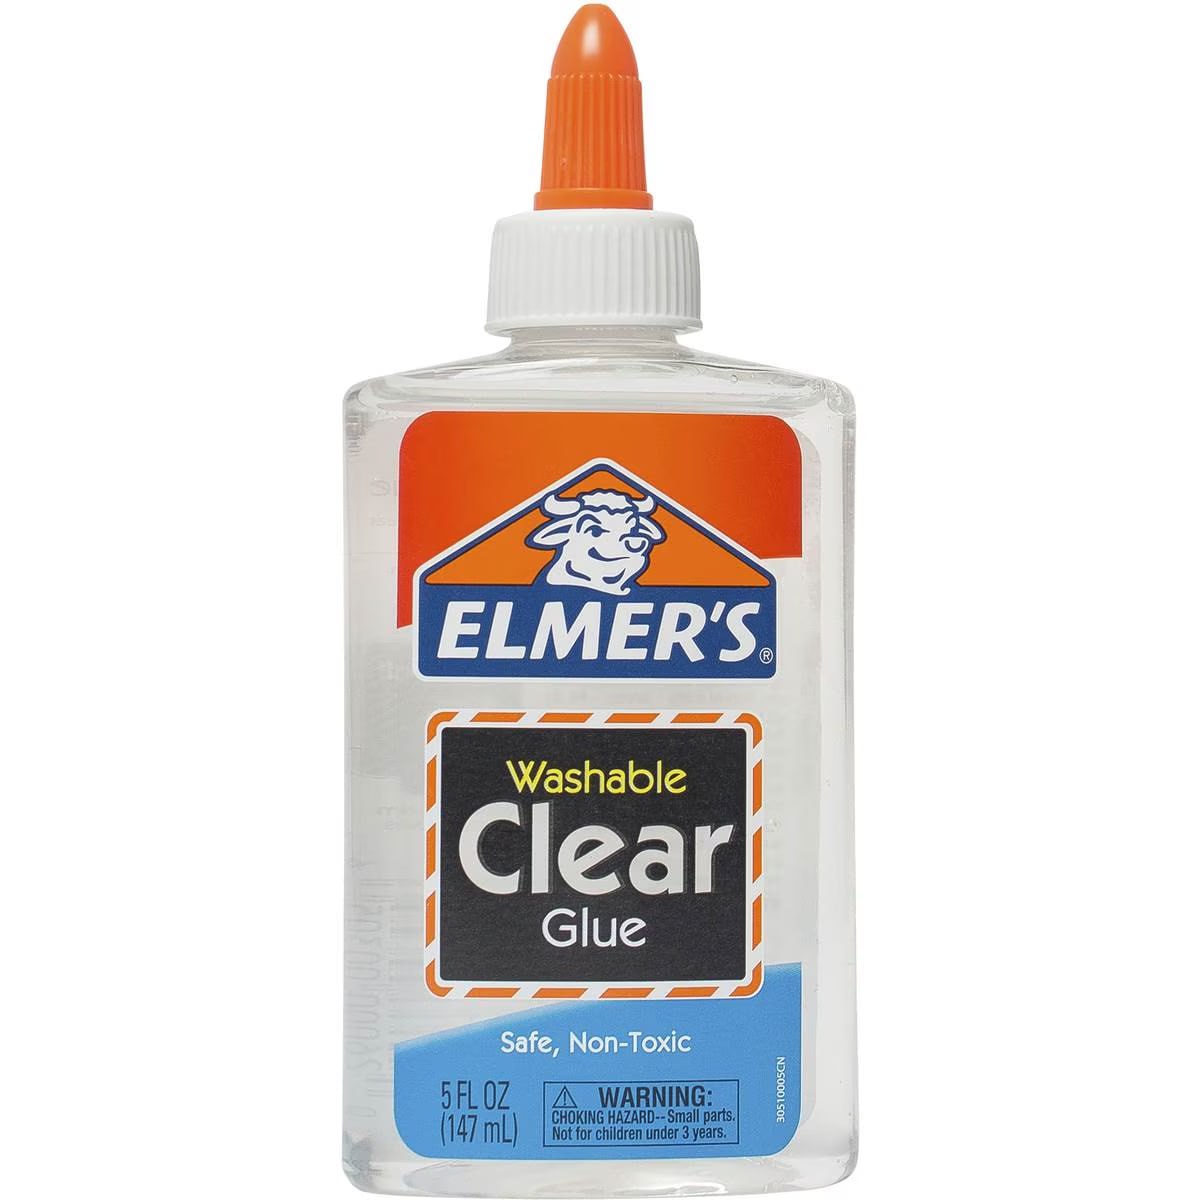 ELMER'S®
Washable
Clear
Glue
Safe, Non-Toxic
5 FL OZ
(147 mL)
WARNING:
CHOKING HAZARD--Small parts.
Not for children under 3 years.
30510005CN